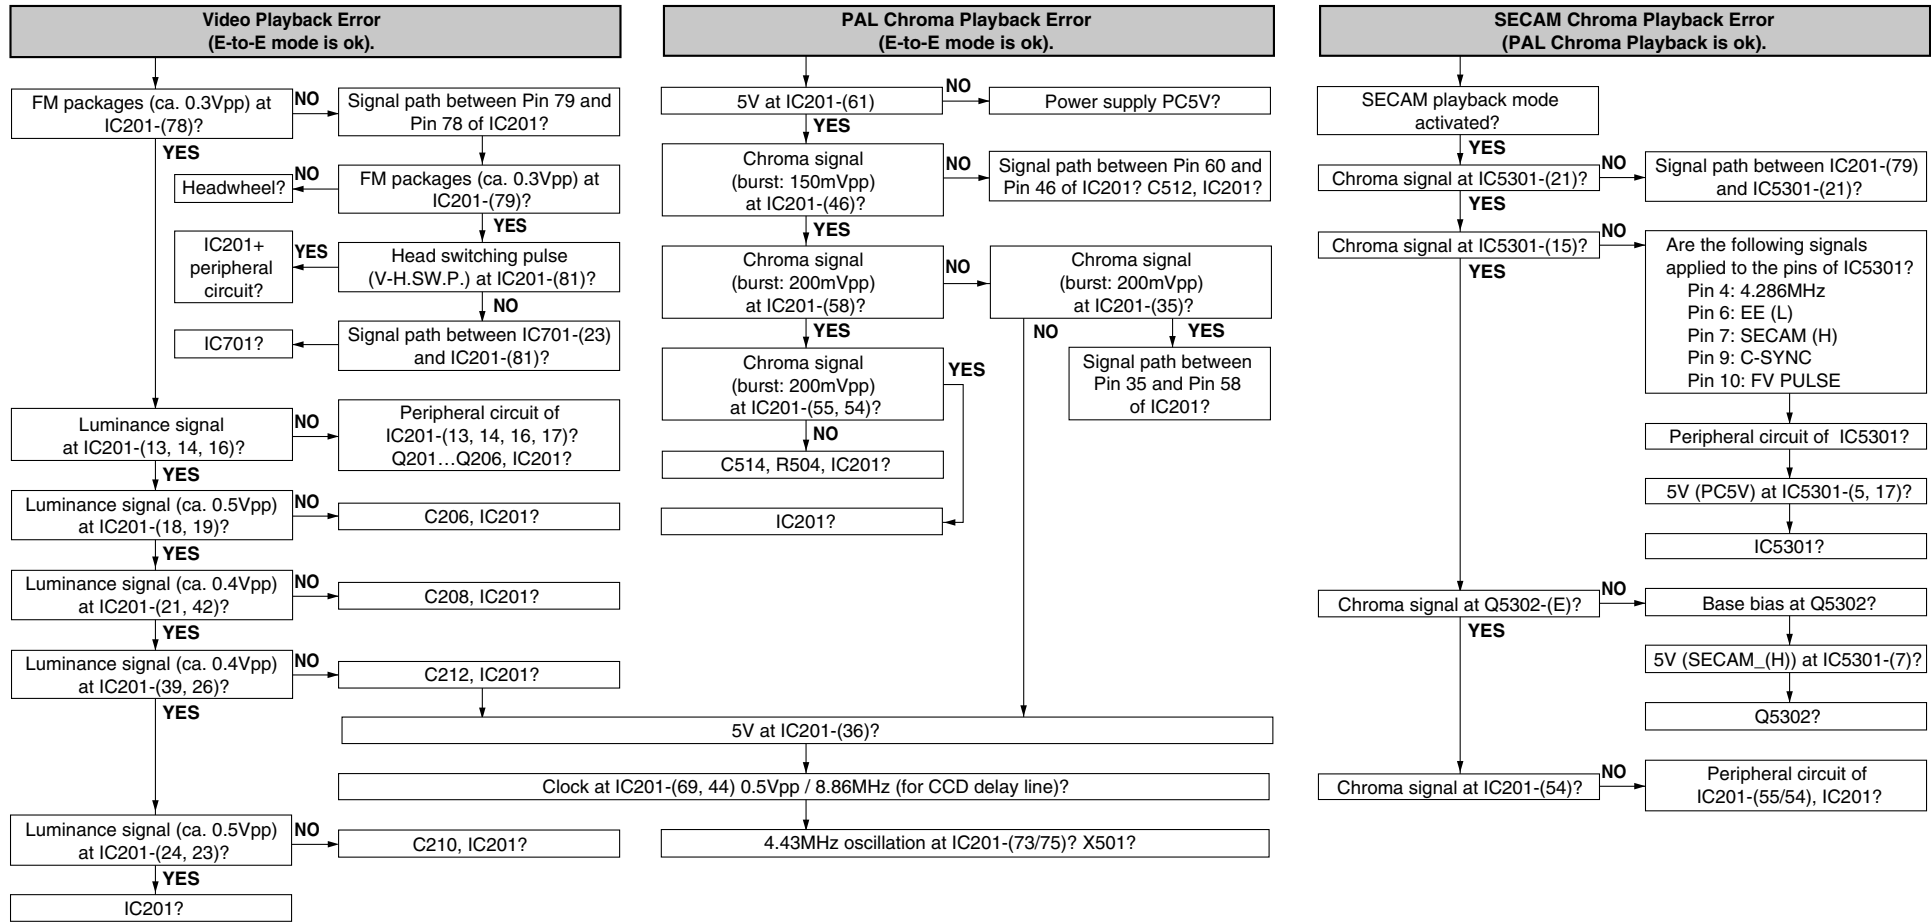 Video Playback Error
(E-to-E mode is ok).
FM packages (ca. 0.3Vpp) at
IC201-(78)?
NO
Signal path between Pin 79 and
Pin 78 of IC201?
YES
NO
Headwheel?
FM packages (ca. 0.3Vpp) at
IC201-(79)?
YES
IC201+
peripheral
circuit?
YES
Head switching pulse
(V-H.SW.P.) at IC201-(81)?
NO
IC701?
Signal path between IC701-(23)
and IC201-(81)?
Luminance signal
at IC201-(13, 14, 16)?
NO
Peripheral circuit of
IC201-(13, 14, 16, 17)?
Q201…Q206, IC201?
YES
Luminance signal (ca. 0.5Vpp)
at IC201-(18, 19)?
NO
C206, IC201?
YES
Luminance signal (ca. 0.4Vpp)
at IC201-(21, 42)?
NO
C208, IC201?
YES
Luminance signal (ca. 0.4Vpp)
at IC201-(39, 26)?
NO
C212, IC201?
YES
Luminance signal (ca. 0.5Vpp)
at IC201-(24, 23)?
NO
C210, IC201?
YES
IC201?
PAL Chroma Playback Error
(E-to-E mode is ok).
5V at IC201-(61)
NO
Power supply PC5V?
YES
Chroma signal
(burst: 150mVpp)
at IC201-(46)?
NO
Signal path between Pin 60 and
Pin 46 of IC201? C512, IC201?
YES
Chroma signal
(burst: 200mVpp)
at IC201-(58)?
NO
Chroma signal
(burst: 200mVpp)
at IC201-(35)?
YES
NO
YES
Chroma signal
(burst: 200mVpp)
at IC201-(55, 54)?
YES
Signal path between
Pin 35 and Pin 58
of IC201?
NO
C514, R504, IC201?
IC201?
5V at IC201-(36)?
Clock at IC201-(69, 44) 0.5Vpp / 8.86MHz (for CCD delay line)?
4.43MHz oscillation at IC201-(73/75)? X501?
SECAM Chroma Playback Error
(PAL Chroma Playback is ok).
SECAM playback mode
activated?
YES
Chroma signal at IC5301-(21)?
NO
Signal path between IC201-(79)
and IC5301-(21)?
YES
Chroma signal at IC5301-(15)?
NO
Are the following signals
applied to the pins of IC5301?
Pin 4: 4.286MHz
Pin 6: EE (L)
Pin 7: SECAM (H)
Pin 9: C-SYNC
Pin 10: FV PULSE
YES
Peripheral circuit of IC5301?
5V (PC5V) at IC5301-(5, 17)?
IC5301?
Chroma signal at Q5302-(E)?
NO
Base bias at Q5302?
YES
5V (SECAM_(H)) at IC5301-(7)?
Q5302?
Chroma signal at IC201-(54)?
NO
Peripheral circuit of
IC201-(55/54), IC201?